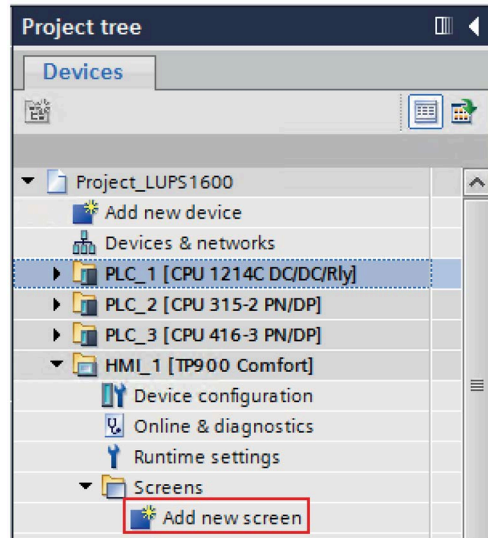 Project tree
Devices
Project_LUPS1600
Add new device
Devices & networks
PLC_1 [CPU 1214C DC/DC/Rly]
PLC_2 [CPU 315-2 PN/DP]
PLC_3 [CPU 416-3 PN/DP]
HMI_1 [TP900 Comfort]
Device configuration
Online & diagnostics
Runtime settings
Screens
Add new screen